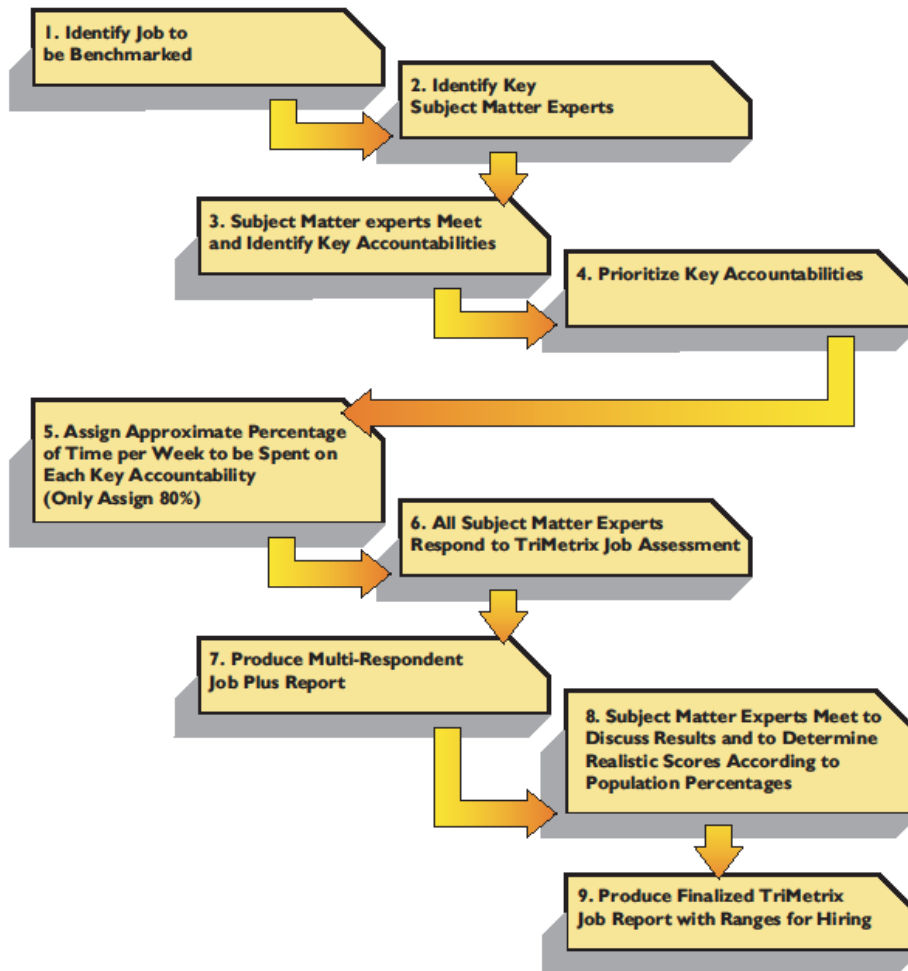 1. Identify Job to
be Benchmarked
2. Identify Key
Subject Matter Experts
3. Subject Matter experts Meet
and Identify Key Accountabilities
4. Prioritize Key Accountabilities
5. Assign Approximate Percentage
of Time per Week to be Spent on
Each Key Accountability
(Only Assign 80%)
6. All Subject Matter Experts
Respond to TriMetrix Job Assessment
7. Produce Multi-Respondent
Job Plus Report
8. Subject Matter Experts Meet to
Discuss Results and to Determine
Realistic Scores According to
Population Percentages
9. Produce Finalized TriMetrix
Job Report with Ranges for Hiring